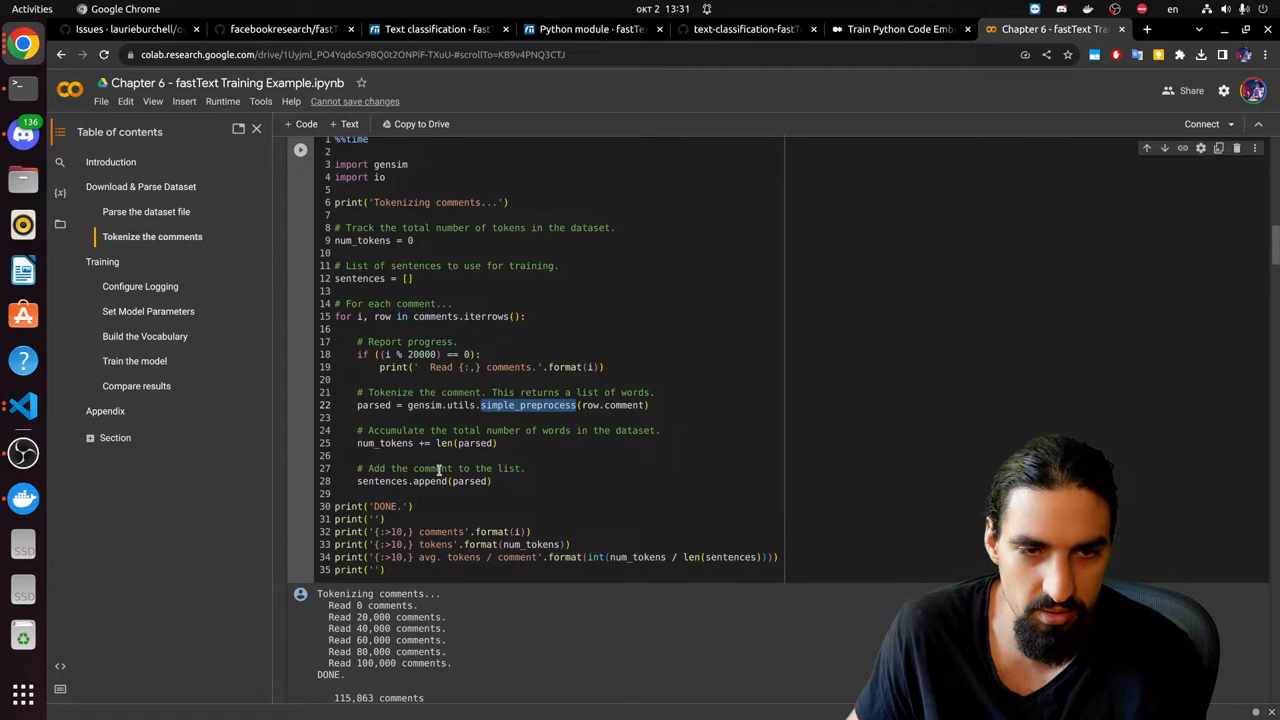 Activities
Google Chrome
окт 2 13:31
en
Issues - laurieburchell/ou
facebookresearch/fastT
Text classification · fastT
Python module · fastTex
text-classification-fastTe
Train Python Code Emb
Chapter 6 - fastText Trai
colab.research.google.com/drive/1Uyjml_PO4YqdoSr9BQ0t2ONPiF-TXuU-#scrollTo=KB9v4PNQ3CTJ
Chapter 6 - fastText Training Example.ipynb
File Edit View Insert Runtime Tools Help Cannot save changes
Share
136
Table of contents
+ Code + Text Copy to Drive
Connect
Introduction
Download & Parse Dataset
Parse the dataset file
Tokenize the comments
Training
Configure Logging
Set Model Parameters
Build the Vocabulary
Train the model
Compare results
Appendix
Section
1 %%time
2
3 import gensim
4 import io
5
6 print('Tokenizing comments...')
7
8 # Track the total number of tokens in the dataset.
9 num_tokens = 0
10
11 # List of sentences to use for training.
12 sentences = []
13
14 # For each comment...
15 for i, row in comments.iterrows():
16
17 # Report progress.
18 if ((i % 20000) == 0):
19 print(' Read {:,} comments.'.format(i))
20
21 # Tokenize the comment. This returns a list of words.
22 parsed = gensim.utils.simple_preprocess(row.comment)
23
24 # Accumulate the total number of words in the dataset.
25 num_tokens += len(parsed)
26
27 # Add the comment to the list.
28 sentences.append(parsed)
29
30 print('DONE.')
31 print('')
32 print('{:>10,} comments'.format(i))
33 print('{:>10,} tokens'.format(num_tokens))
34 print('{:>10,} avg. tokens / comment'.format(int(num_tokens / len(sentences))))
35 print('')
Tokenizing comments...
Read 0 comments.
Read 20,000 comments.
Read 40,000 comments.
Read 60,000 comments.
Read 80,000 comments.
Read 100,000 comments.
DONE.
115,863 comments
SSD
SSD